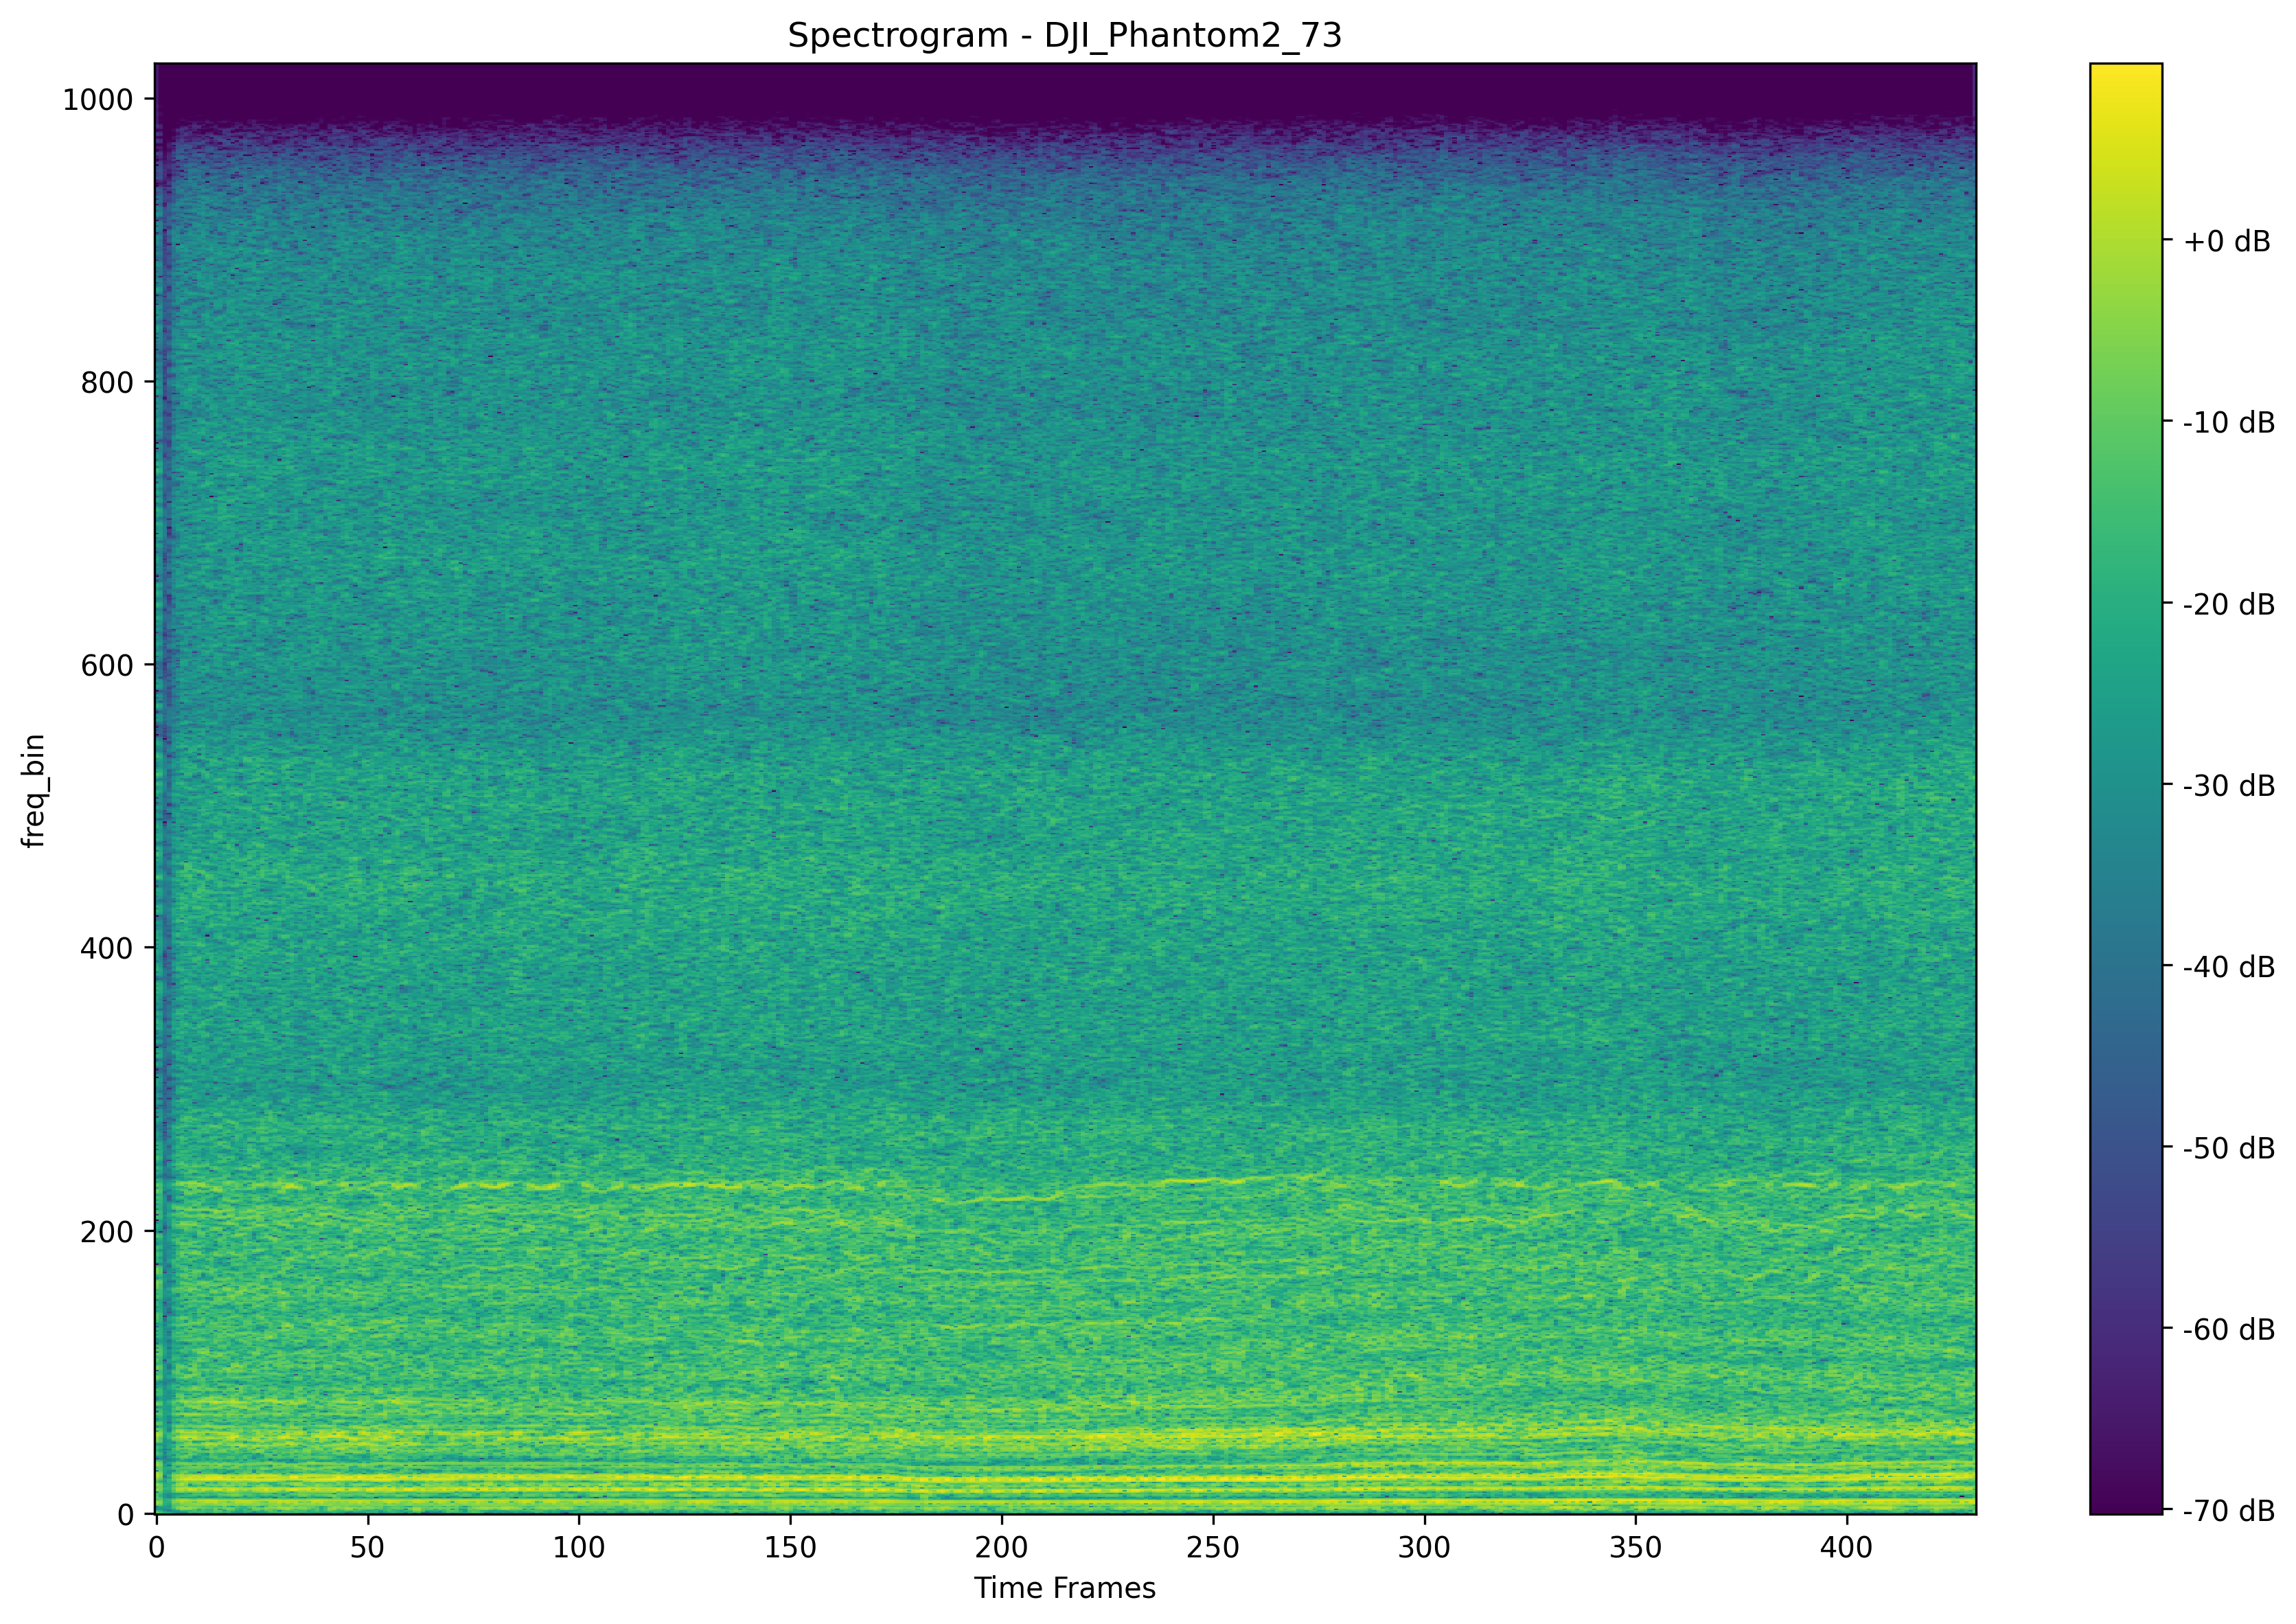 Spectrogram - DJI_Phantom2_73
1000
800
600
400
200
0
freq_bin
0 50 100 150 200 250 300 350 400
Time Frames
+0 dB
-10 dB
-20 dB
-30 dB
-40 dB
-50 dB
-60 dB
-70 dB